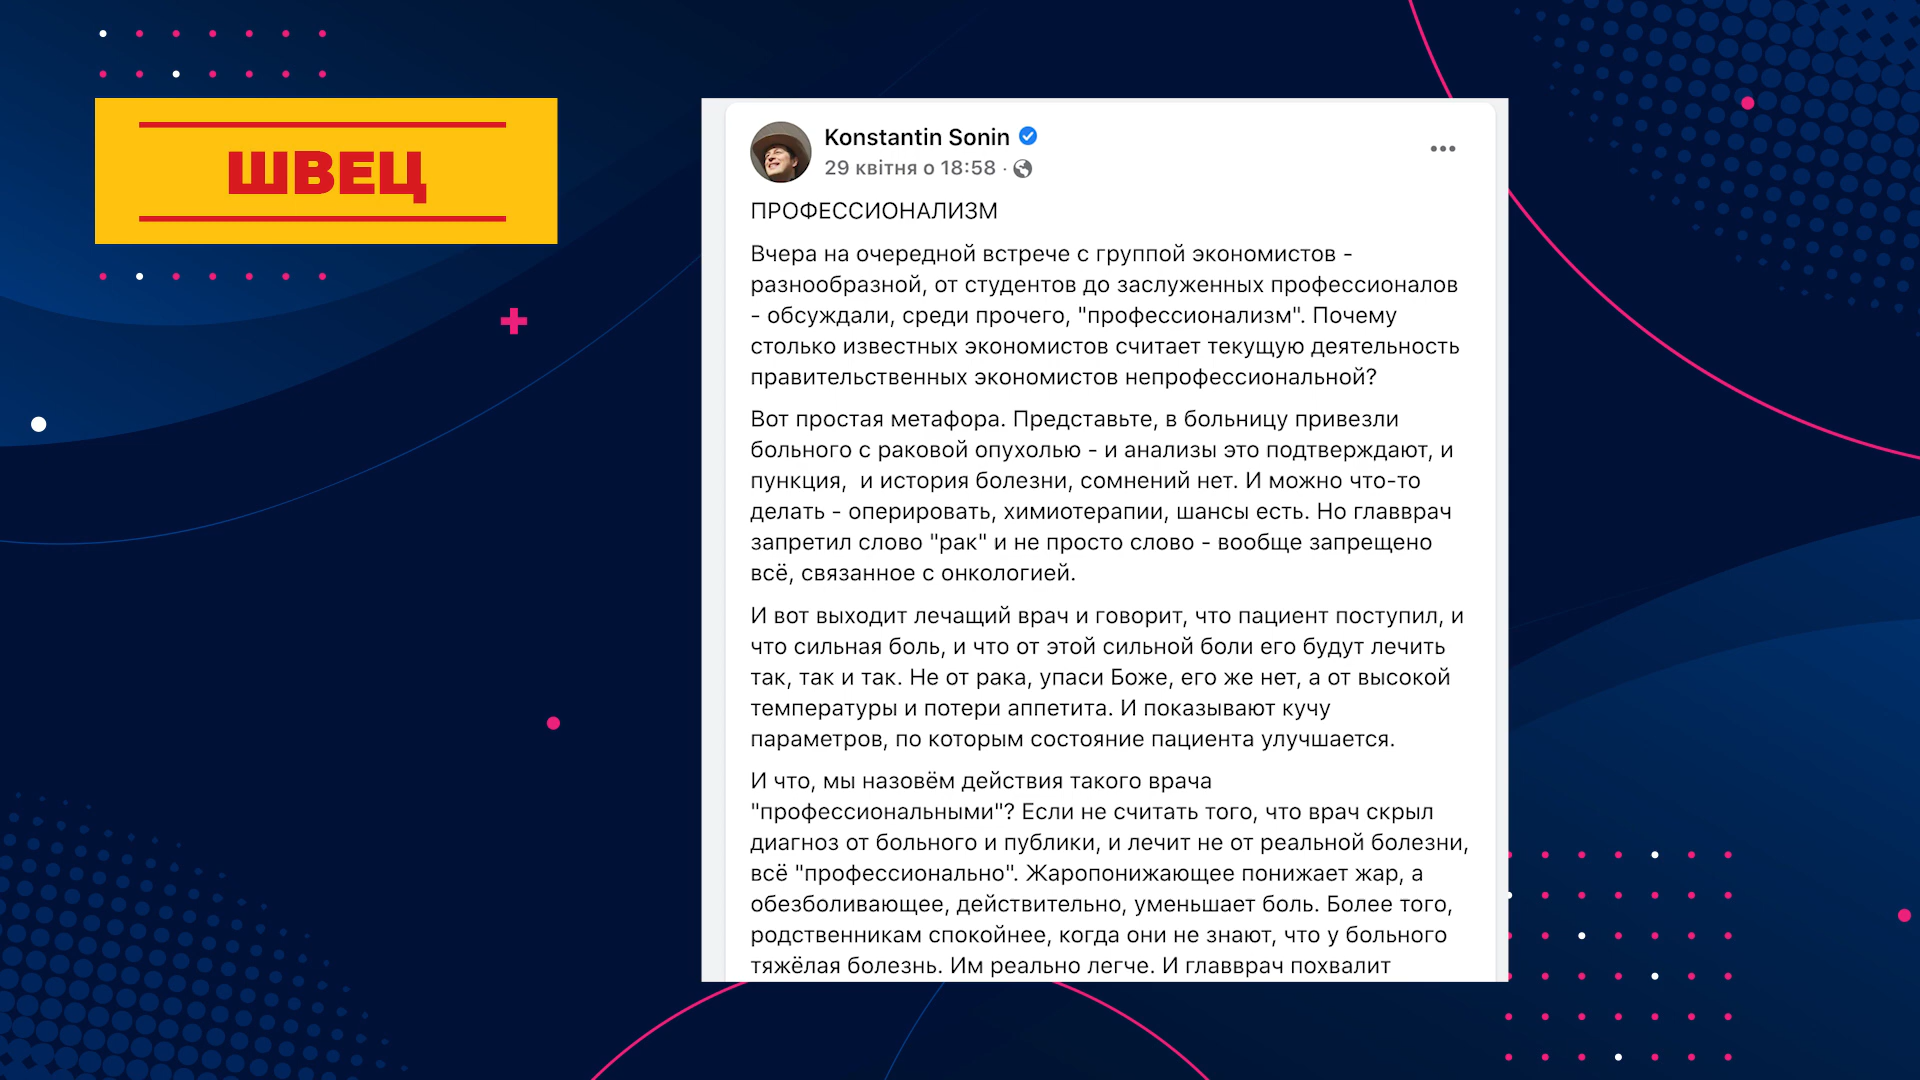 ШВЕЦ
Konstantin Sonin
29 квітня о 18:58 ·
ПРОФЕССИОНАЛИЗМ
Вчера на очередной встрече с группой экономистов -
разнообразной, от студентов до заслуженных профессионалов
- обсуждали, среди прочего, "профессионализм". Почему
столько известных экономистов считает текущую деятельность
правительственных экономистов непрофессиональной?
Вот простая метафора. Представьте, в больницу привезли
больного с раковой опухолью - и анализы это подтверждают, и
пункция,  и история болезни, сомнений нет. И можно что-то
делать - оперировать, химиотерапии, шансы есть. Но главврач
запретил слово "рак" и не просто слово - вообще запрещено
всё, связанное с онкологией.
И вот выходит лечащий врач и говорит, что пациент поступил, и
что сильная боль, и что от этой сильной боли его будут лечить
так, так и так. Не от рака, упаси Боже, его же нет, а от высокой
температуры и потери аппетита. И показывают кучу
параметров, по которым состояние пациента улучшается.
И что, мы назовём действия такого врача
"профессиональными"? Если не считать того, что врач скрыл
диагноз от больного и публики, и лечит не от реальной болезни,
всё "профессионально". Жаропонижающее понижает жар, а
обезболивающее, действительно, уменьшает боль. Более того,
родственникам спокойнее, когда они не знают, что у больного
тяжёлая болезнь. Им реально легче. И главврач похвалит